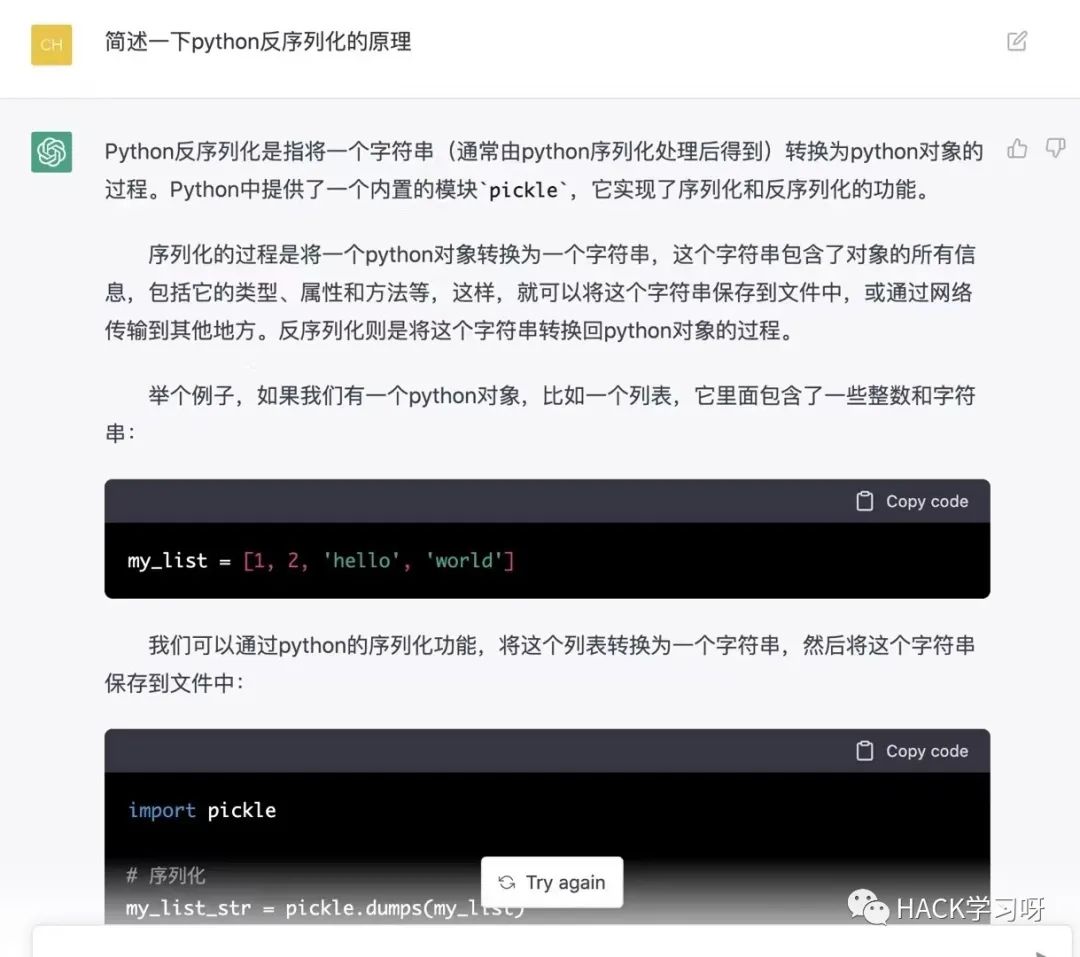 CH
简述一下python反序列化的原理
Python反序列化是指将一个字符串（通常由python序列化处理后得到）转换为python对象的
过程。Python中提供了一个内置的模块`pickle`，它实现了序列化和反序列化的功能。
序列化的过程是将一个python对象转换为一个字符串，这个字符串包含了对象的所有信
息，包括它的类型、属性和方法等，这样，就可以将这个字符串保存到文件中，或通过网络
传输到其他地方。反序列化则是将这个字符串转换回python对象的过程。
举个例子，如果我们有一个python对象，比如一个列表，它里面包含了一些整数和字符
串：
Copy code
my_list = [1, 2, 'hello', 'world']
我们可以通过python的序列化功能，将这个列表转换为一个字符串，然后将这个字符串
保存到文件中：
Copy code
import pickle
# 序列化
my_list_str = pickle.dumps(my_list)
Try again
HACK学习呀